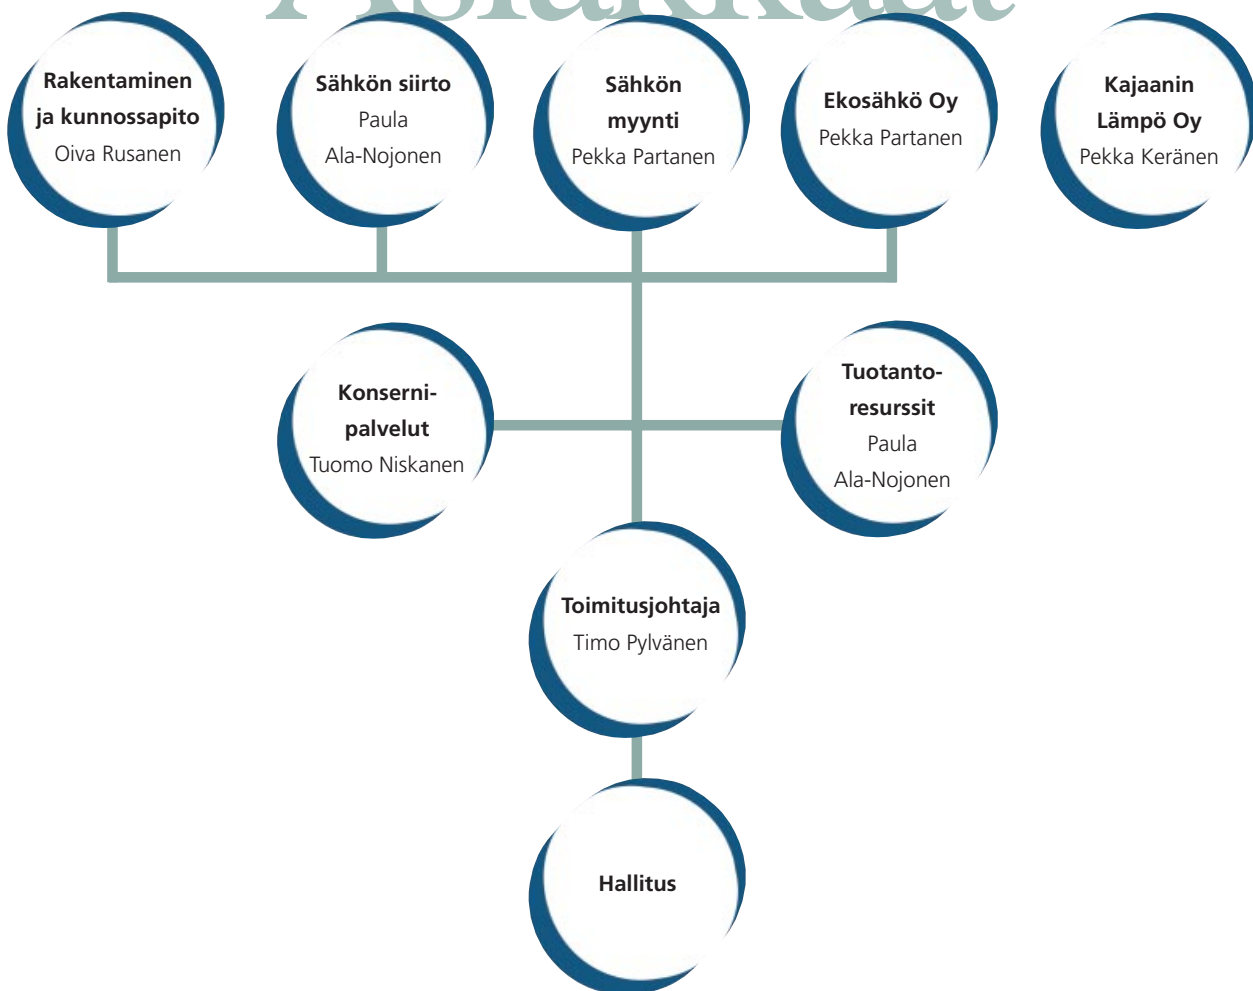 Asiakkaat
Rakentaminen
ja kunnossapito
Oiva Rusanen
Sähkön siirto
Paula
Ala-Nojonen
Sähkön
myynti
Pekka Partanen
Ekosähkö Oy
Pekka Partanen
Kajaanin
Lämpö Oy
Pekka Keränen
Konserni-
palvelut
Tuomo Niskanen
Tuotanto-
resurssit
Paula
Ala-Nojonen
Toimitusjohtaja
Timo Pylvänen
Hallitus